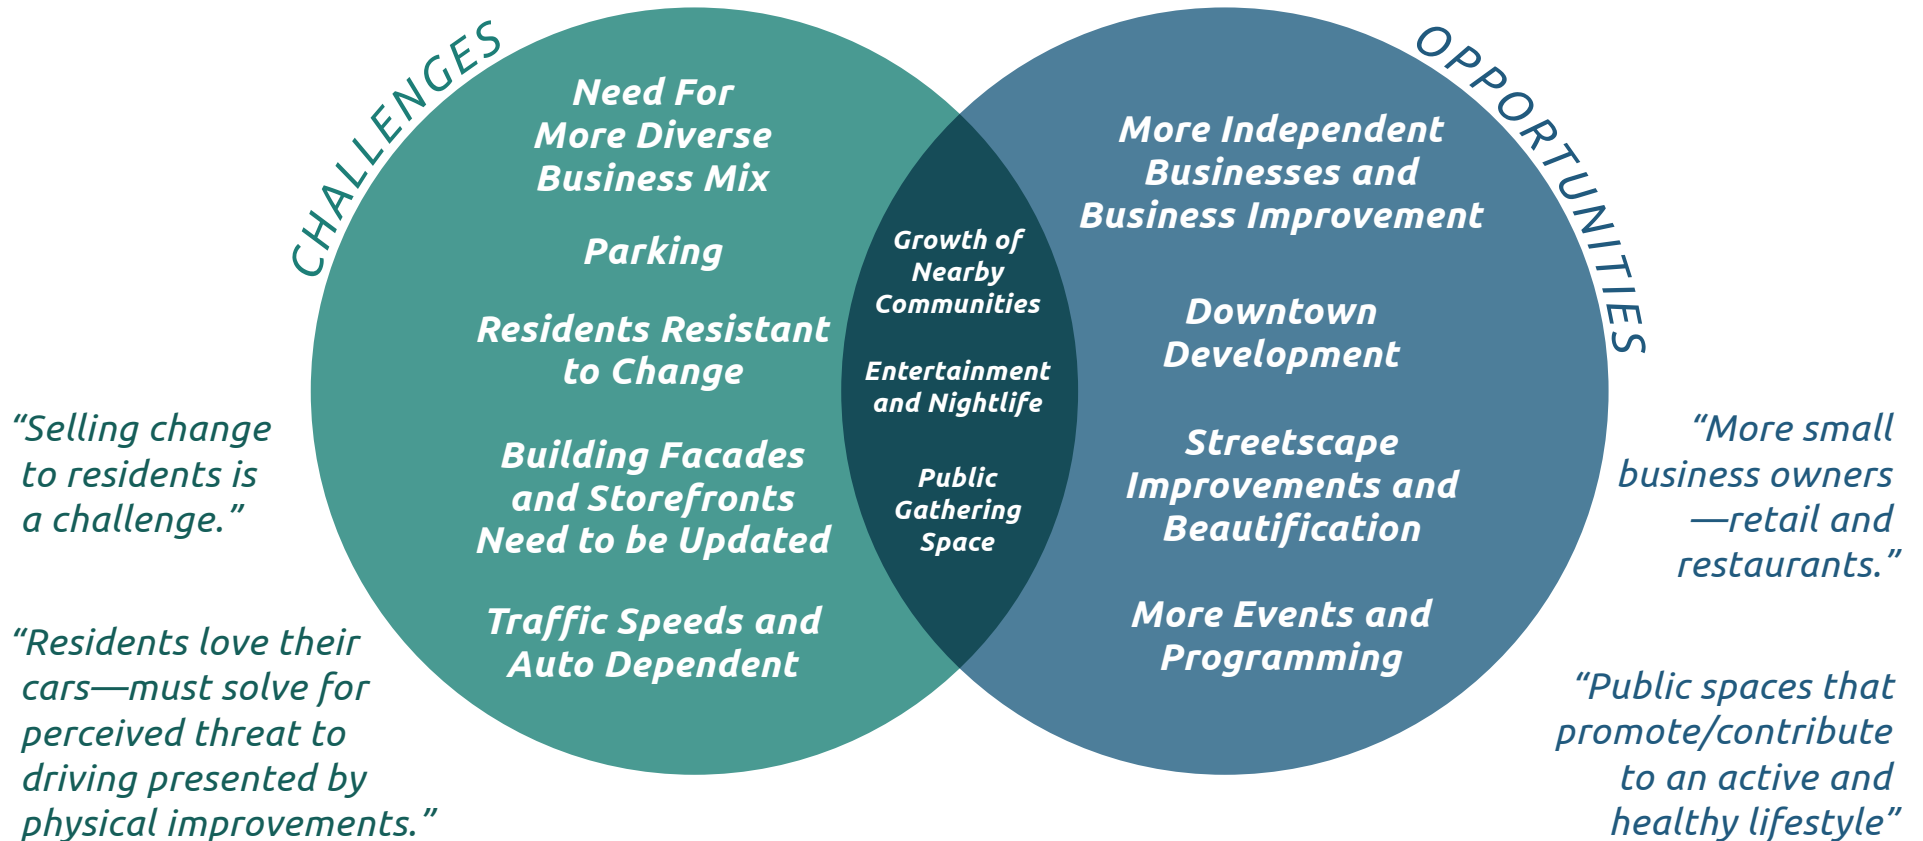 CHALLENGES
Need For
More Diverse
Business Mix
Parking
Residents Resistant
to Change
Building Facades
and Storefronts
Need to be Updated
Traffic Speeds and
Auto Dependent
Growth of
Nearby
Communities
Entertainment
and Nightlife
Public
Gathering
Space
OPPORTUNITIES
More Independent
Businesses and
Business Improvement
Downtown
Development
Streetscape
Improvements and
Beautification
More Events and
Programming
“Selling change
to residents is
a challenge.”
“Residents love their
cars—must solve for
perceived threat to
driving presented by
physical improvements.”
“More small
business owners
—retail and
restaurants.”
“Public spaces that
promote/contribute
to an active and
healthy lifestyle”